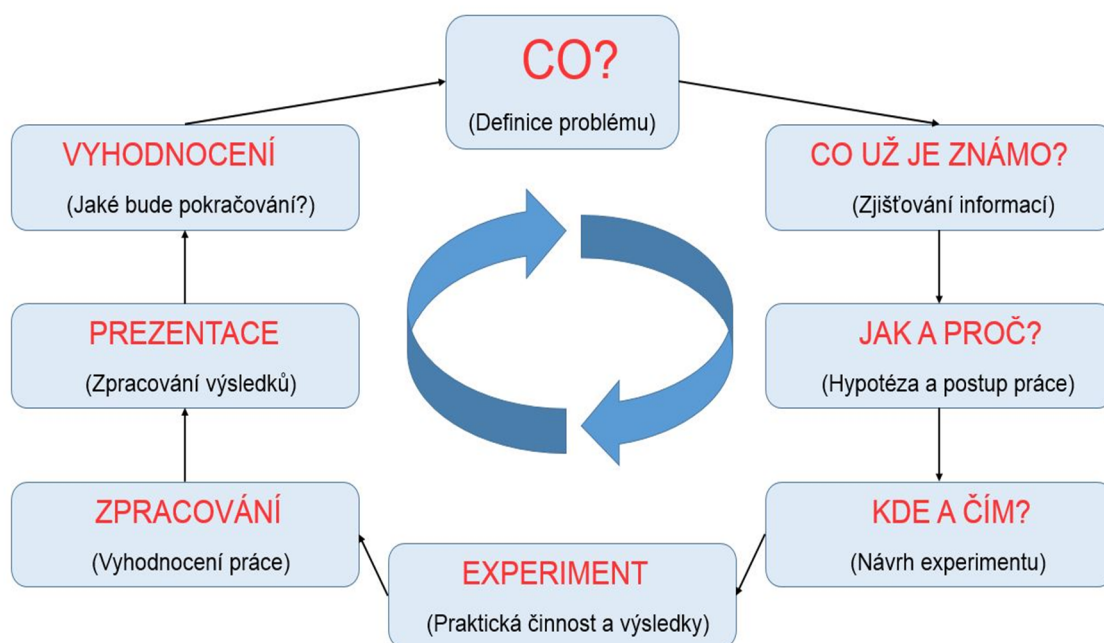 CO?
(Definice problému)
CO UŽ JE ZNÁMO?
(Zjišťování informací)
JAK A PROČ?
(Hypotéza a postup práce)
KDE A ČÍM?
(Návrh experimentu)
EXPERIMENT
(Praktická činnost a výsledky)
ZPRACOVÁNÍ
(Vyhodnocení práce)
PREZENTACE
(Zpracování výsledků)
VYHODNOCENÍ
(Jaké bude pokračování?)